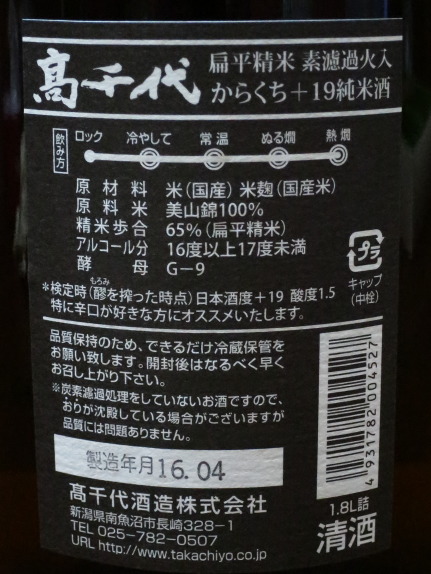 髙千代
扁平精米 素濾過火入
からくち+19純米酒
飲み方
ロック 冷やして 常温 ぬる燗 熱燗
原材料 米(国産)米麹(国産米)
原料米 美山錦100%
精米歩合 65%(扁平精米)
アルコール分 16度以上17度未満
酵母 G-9
プラ
キャップ
(中栓)
もろみ
*検定時(醪を搾った時点)日本酒度+19 酸度1.5
特に辛口が好きな方にオススメいたします。
品質保持のため、できるだけ冷蔵保管を
お願い致します。開封後はなるべく早く
お召し上がり下さい。
※炭素濾過処理をしていないお酒ですので、
おりが沈殿している場合がございますが
品質には問題ありません。
製造年月16.04
4931782004527
髙千代酒造株式会社
新潟県南魚沼市長崎328-1
TEL 025-782-0507
URL http://www.takachiyo.co.jp
1.8L詰
清酒